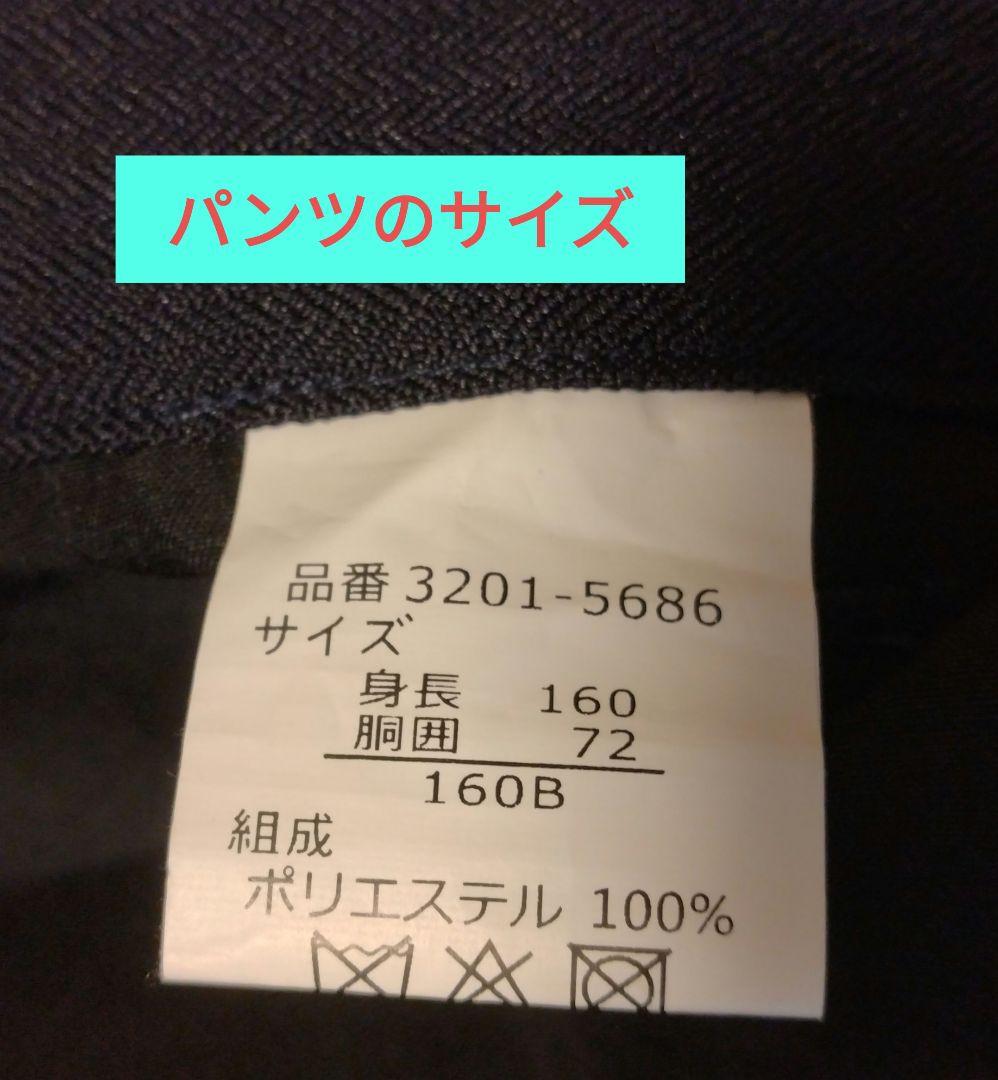 パンツのサイズ
品番 3201-5686
サイズ
身長 160
胴囲 72
160B
組成
ポリエステル 100%